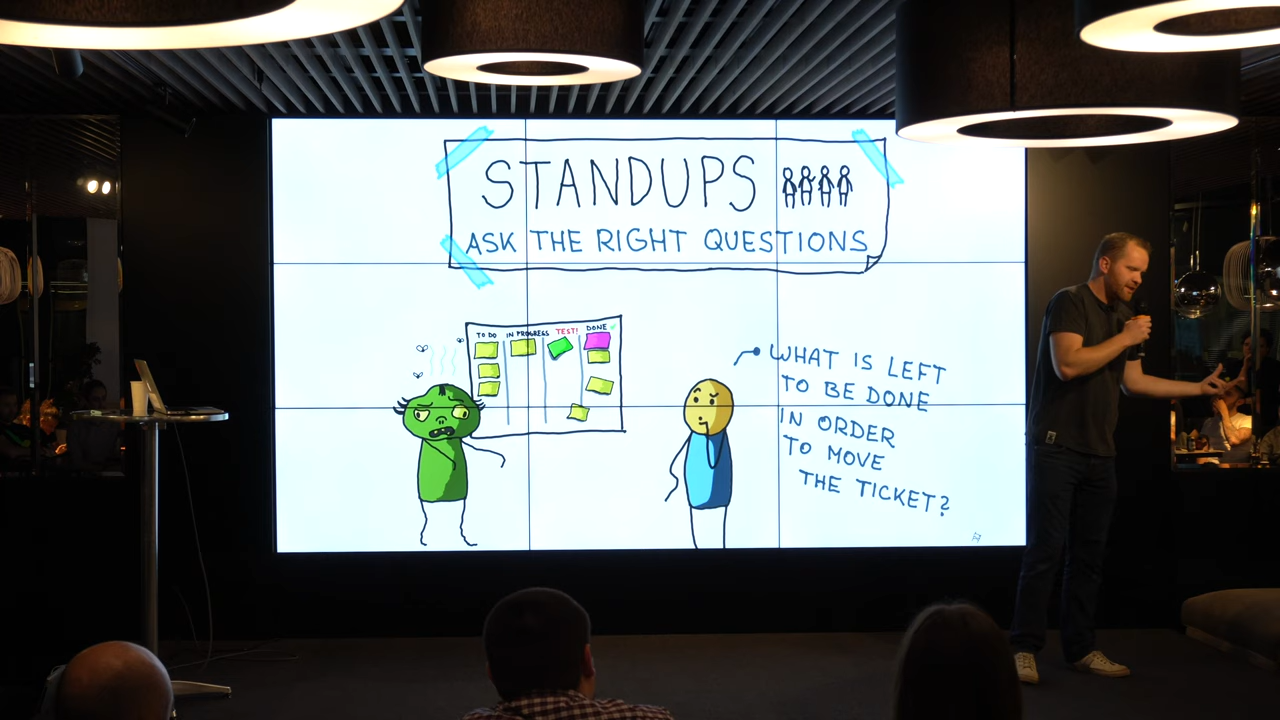 STANDUPS
ASK THE RIGHT QUESTIONS
TO DO IN PROGRESS TEST! DONE
WHAT IS LEFT
TO BE DONE
IN ORDER
TO MOVE
THE TICKET?